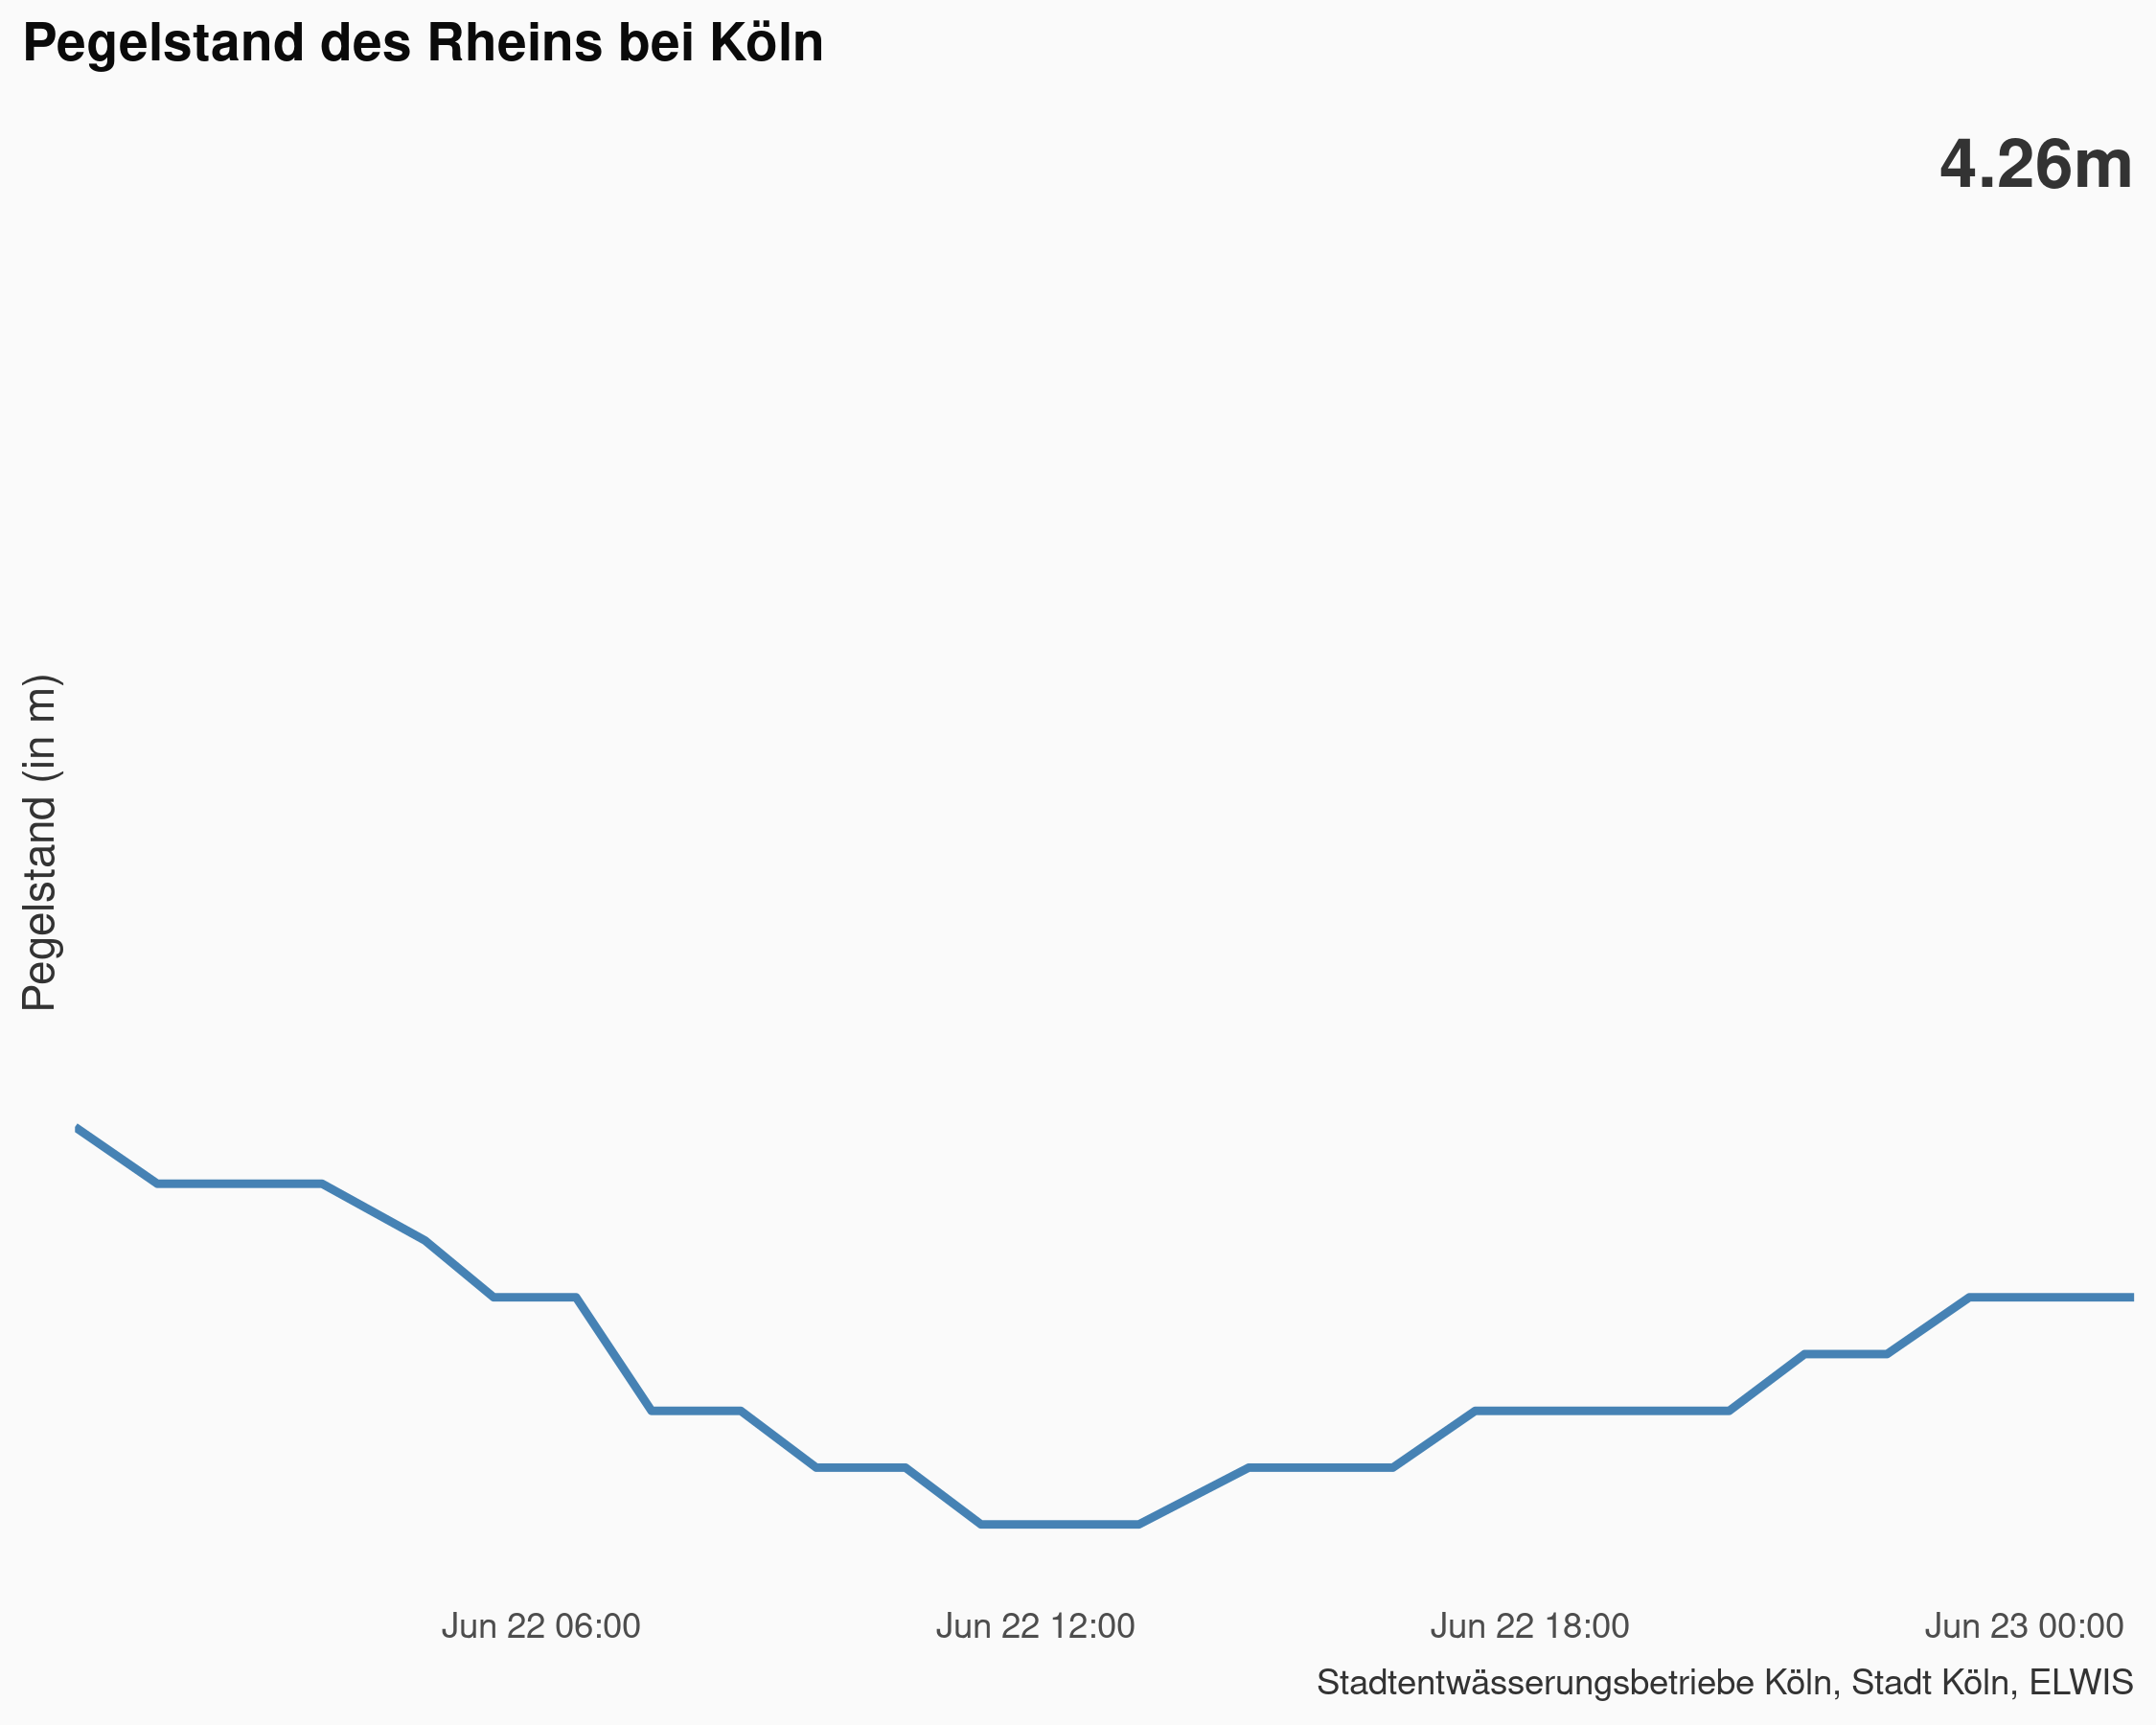 Pegelstand des Rheins bei Köln
4.26m
Pegelstand (in m)
Jun 22 06:00
Jun 22 12:00
Jun 22 18:00
Jun 23 00:00
Stadtentwässerungsbetriebe Köln, Stadt Köln, ELWIS